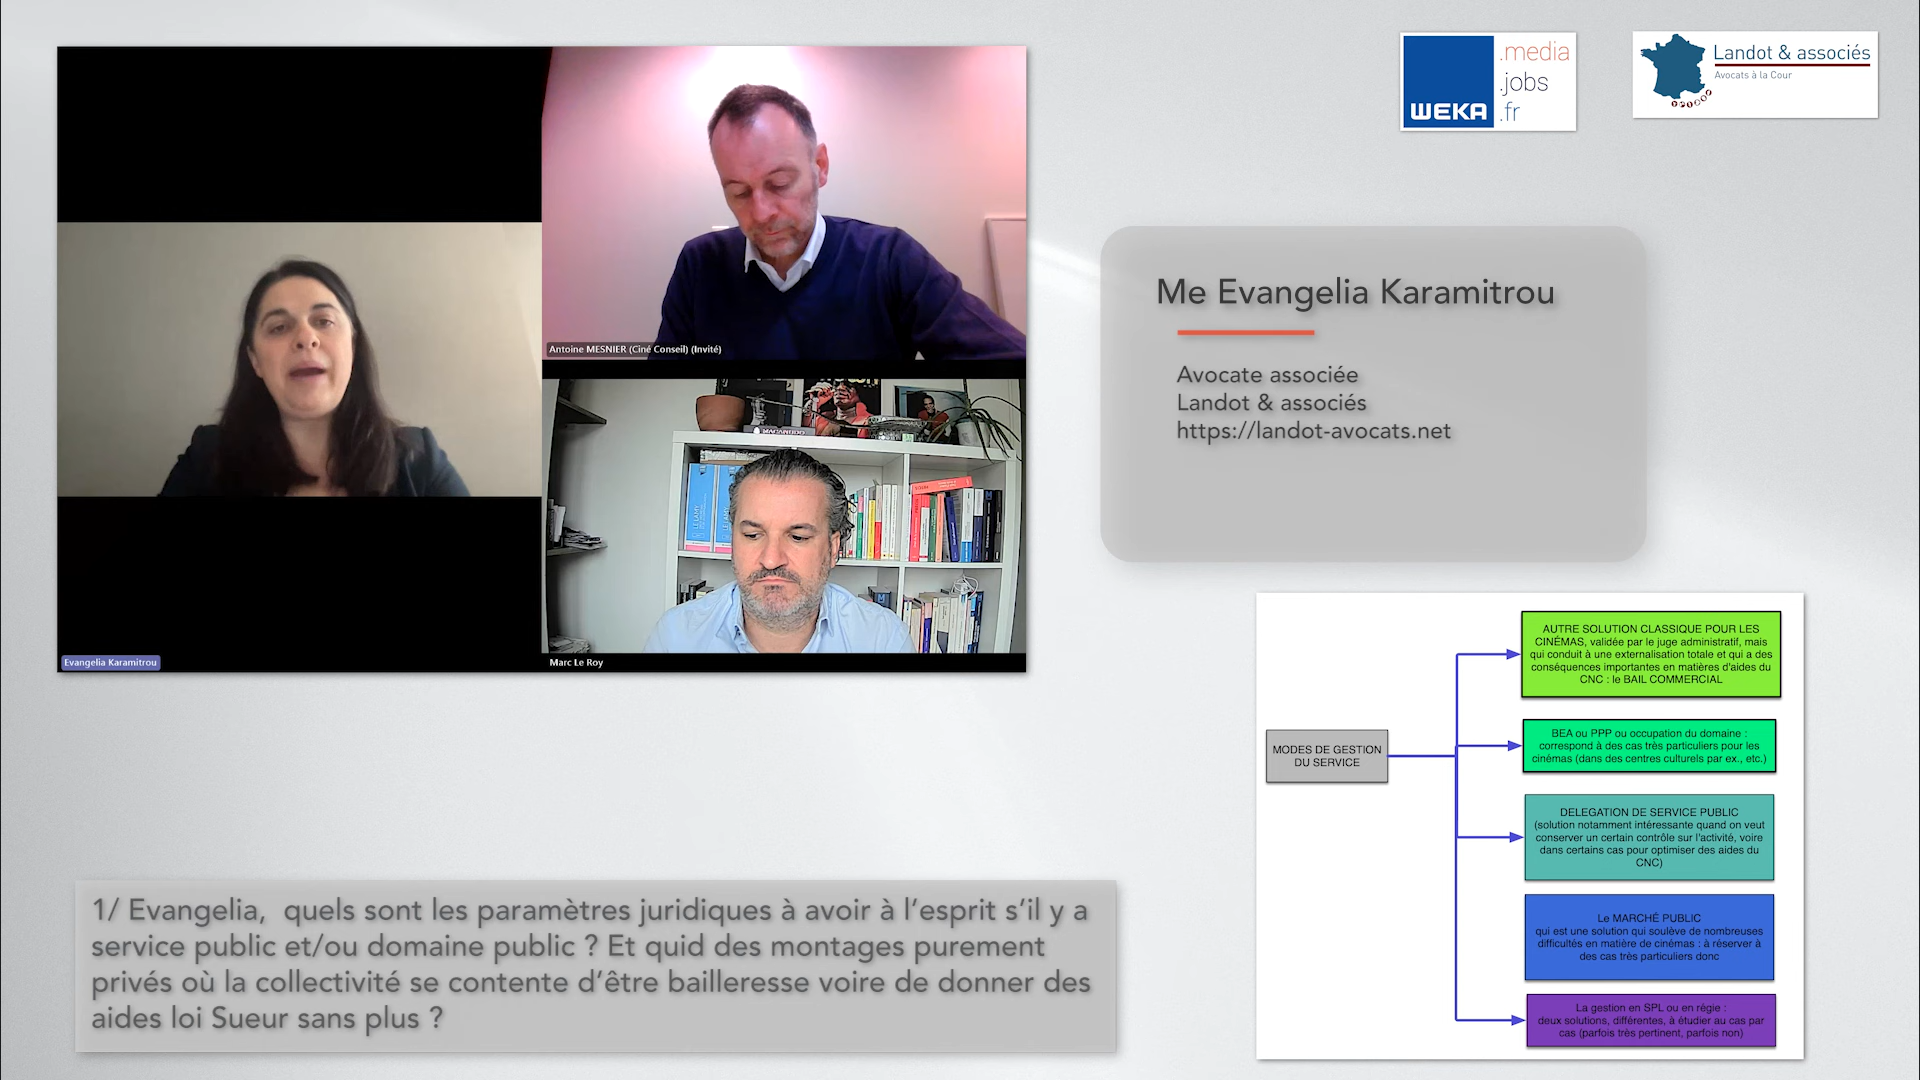 WEKA
.media
.jobs
.fr
Landot & associés
Avocats à la Cour
Antoine MESNIER (Ciné Conseil) (Invité)
Evangelia Karamitrou
Marc Le Roy
Me Evangelia Karamitrou
Avocate associée
Landot & associés
https://landot-avocats.net
1/ Evangelia, quels sont les paramètres juridiques à avoir à l’esprit s’il y a
service public et/ou domaine public ? Et quid des montages purement
privés où la collectivité se contente d’être bailleresse voire de donner des
aides loi Sueur sans plus ?
MODES DE GESTION
DU SERVICE
AUTRE SOLUTION CLASSIQUE POUR LES
CINÉMAS, validée par le juge administratif, mais
qui conduit à une externalisation totale et qui a des
conséquences importantes en matières d'aides du
CNC : le BAIL COMMERCIAL
BEA ou PPP ou occupation du domaine :
correspond à des cas très particuliers pour les
cinémas (dans des centres culturels par ex., etc.)
DELEGATION DE SERVICE PUBLIC
(solution notamment intéressante quand on veut
conserver un certain contrôle sur l'activité, voire
dans certains cas pour optimiser des aides du
CNC)
Le MARCHÉ PUBLIC
qui est une solution qui soulève de nombreuses
difficultés en matière de cinémas : à réserver à
des cas très particuliers donc
La gestion en SPL ou en régie :
deux solutions, différentes, à étudier au cas par
cas (parfois très pertinent, parfois non)